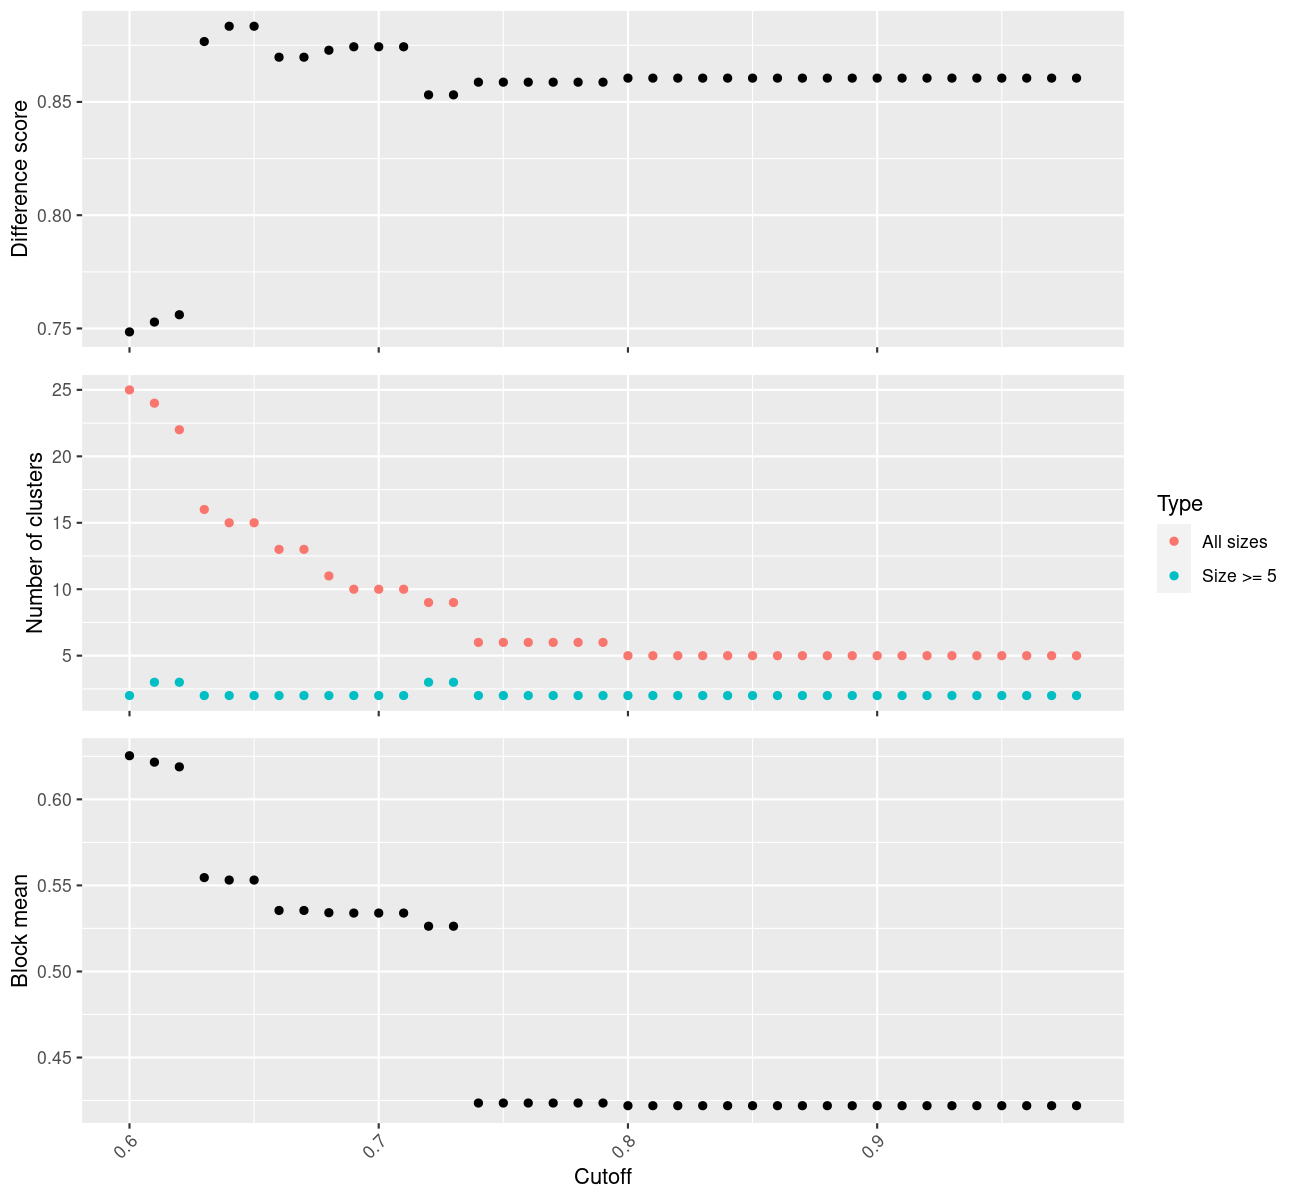 Difference score
0.85
0.80
0.75
Number of clusters
25
20
15
10
5
Type
All sizes
Size >= 5
Block mean
0.60
0.55
0.50
0.45
0.6 0.7 0.8 0.9
Cutoff